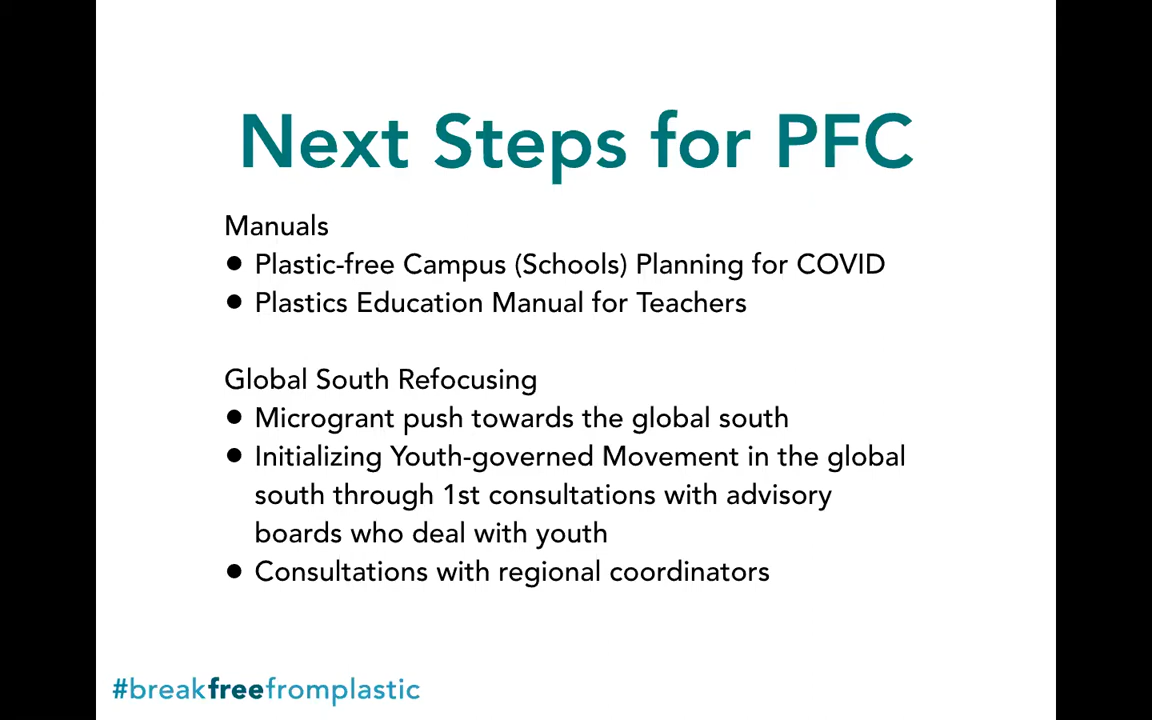 Next Steps for PFC
Manuals
● Plastic-free Campus (Schools) Planning for COVID
● Plastics Education Manual for Teachers
Global South Refocusing
● Microgrant push towards the global south
● Initializing Youth-governed Movement in the global
south through 1st consultations with advisory
boards who deal with youth
● Consultations with regional coordinators
#breakfreefromplastic